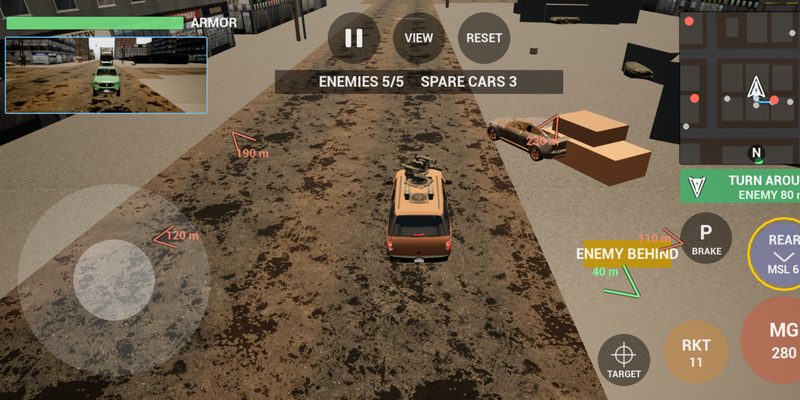 ARMOR
VIEW
RESET
ENEMIES 5/5 SPARE CARS 3
190 m
N
TURN AROU
ENEMY 80 m
120 m
110 m
P
BRAKE
REAR
MSL 6
ENEMY BEHIND
40 m
MG
280
RKT
11
TARGET